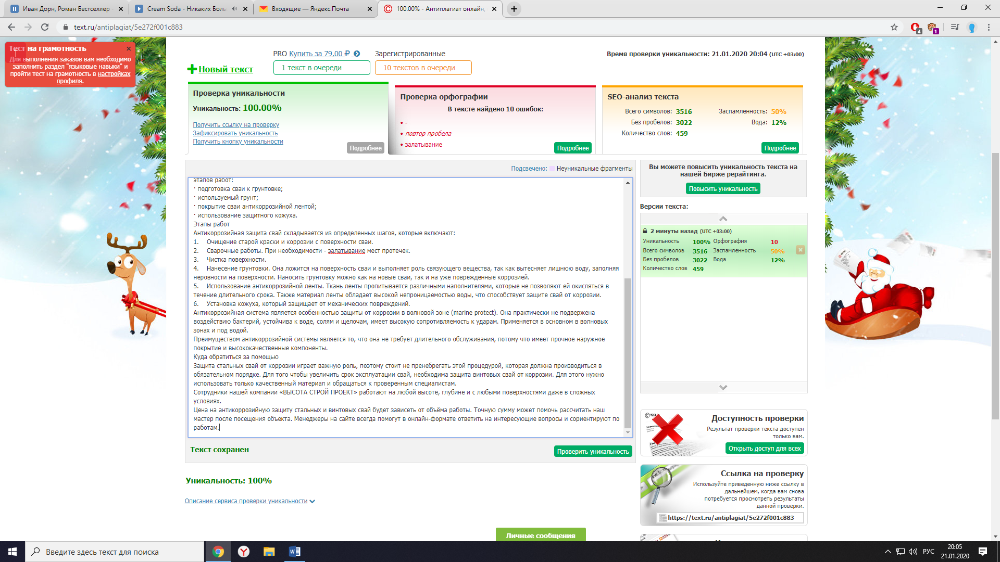 Иван Дорн, Роман Бестселлер
Cream Soda - Никаких Боль
Входящие — Яндекс.Почта
100.00% - Антиплагиат онлайн,
text.ru/antiplagiat/5e272f001c883
4
1
Тест на грамотность
Для выполнения заказов вам необходимо
заполнить раздел "языковые навыки" и
пройти тест на грамотность в настройках
профиля.
PRO Купить за 79,00 ₽
Зарегистрированные
Время проверки уникальности: 21.01.2020 20:04 (UTC +03:00)
Новый текст
1 текст в очереди
10 текстов в очереди
Проверка уникальности
Уникальность: 100.00%
Получить ссылку на проверку
Зафиксировать уникальность
Получить кнопку уникальности
Подробнее
Проверка орфографии
В тексте найдено 10 ошибок:
• -
• повтор пробела
• залатывание
Подробнее
SEO-анализ текста
Всего символов: 3516 Заспамленность: 50%
Без пробелов: 3022 Вода: 12%
Количество слов: 459
Подробнее
Подсвечено: Неуникальные фрагменты
этапов работ:
· подготовка сваи к грунтовке;
· используемый грунт;
· покрытие сваи антикоррозийной лентой;
· использование защитного кожуха.
Этапы работ
Антикоррозийная защита свай складывается из определенных шагов, которые включают:
1. Очищение старой краски и коррозии с поверхности сваи.
2. Сварочные работы. При необходимости - залатывание мест протечек.
3. Чистка поверхности.
4. Нанесение грунтовки. Она ложится на поверхность сваи и выполняет роль связующего вещества, так как вытесняет лишнюю воду, заполняя
неровности на поверхности. Наносить грунтовку можно как на новые сваи, так и на уже поврежденные коррозией.
5. Использование антикоррозийной ленты. Ткань ленты пропитывается различными наполнителями, которые не позволяют ей окисляться в
течение длительного срока. Также материал ленты обладает высокой непроницаемостью воды, что способствует защите свай от коррозии.
6. Установка кожуха, который защищает от механических повреждений.
Антикоррозийная система является особенностью защиты от коррозии в волновой зоне (marine protect). Она практически не подвержена
воздействию бактерий, устойчива к воде, солям и щелочам, имеет высокую сопротивляемость к ударам. Применяется в основном в волновых
зонах и под водой.
Преимуществом антикоррозийной системы является то, что она не требует длительного обслуживания, потому что имеет прочное наружное
покрытие и высококачественные компоненты.
Куда обратиться за помощью
Защита стальных свай от коррозии играет важную роль, поэтому стоит не пренебрегать этой процедурой, которая должна производиться в
обязательном порядке. Для того чтобы увеличить срок эксплуатации свай, необходима защита винтовых свай от коррозии. Для этого нужно
использовать только качественный материал и обращаться к проверенным специалистам.
Сотрудники нашей компании «ВЫСОТА СТРОЙ ПРОЕКТ» работают на любой высоте, глубине и с любыми поверхностями даже в сложных
условиях.
Цена на антикоррозийную защиту стальных и винтовых свай будет зависеть от объёма работы. Точную сумму может помочь рассчитать наш
мастер после посещения объекта. Менеджеры на сайте всегда помогут в онлайн-формате ответить на интересующие вопросы и сориентируют по
работам.
Текст сохранен
Проверить уникальность
Уникальность: 100%
Описание сервиса проверки уникальности
Вы можете повысить уникальность текста на
нашей Бирже рерайтинга.
Повысить уникальность
Версии текста:
2 минуты назад (UTC +03:00)
Уникальность 100% Орфография 10
Всего символов 3516 Заспамленность 50%
Без пробелов 3022 Вода 12%
Количество слов 459
Доступность проверки
Результат проверки текста доступен
только вам.
Открыть доступ для всех
Ссылка на проверку
Используйте приведенную ниже ссылку в
дальнейшем, когда вам снова
потребуется просмотреть результаты
данной проверки.
https://text.ru/antiplagiat/5e272f001c883
Личные сообщения
Введите здесь текст для поиска
РУС
20:05
21.01.2020